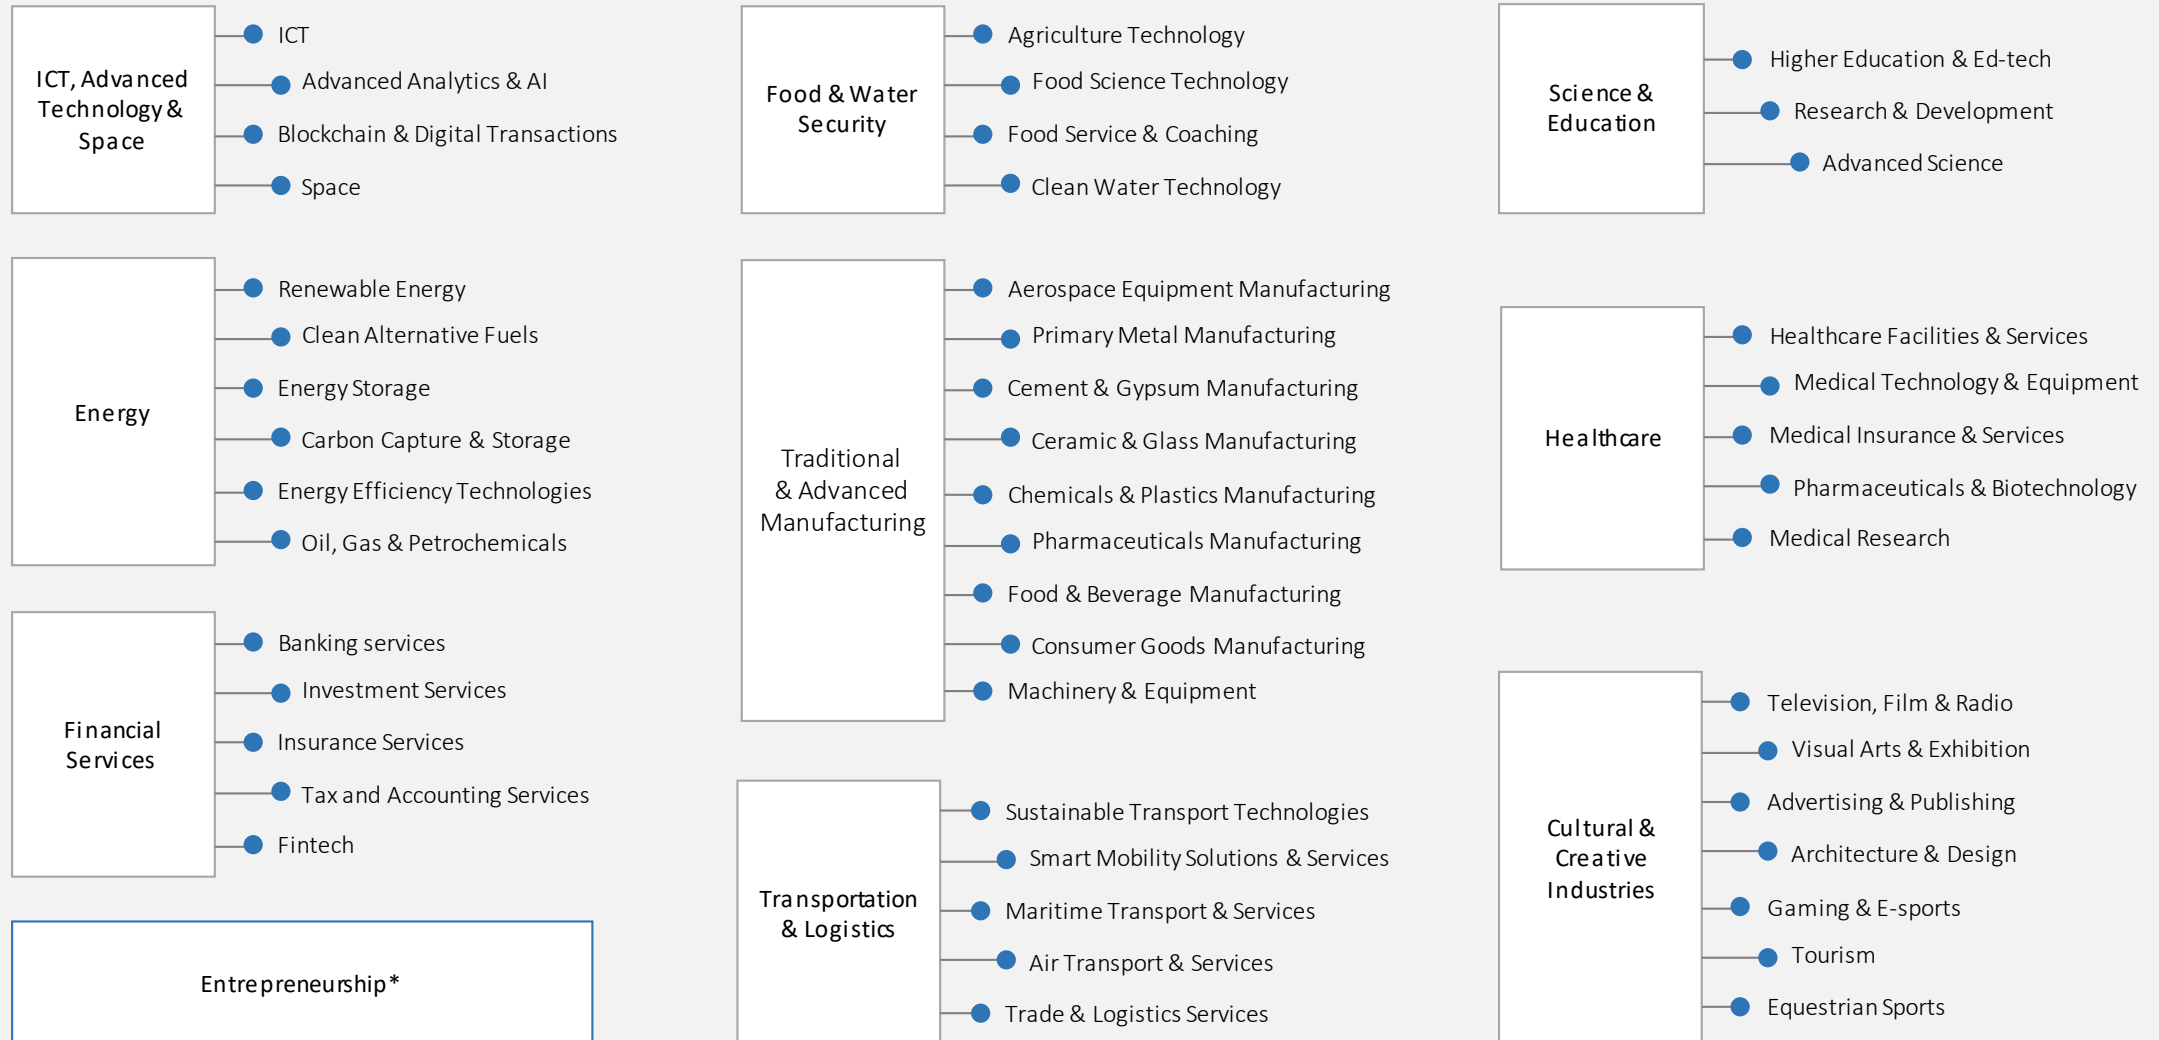 ICT, Advanced
Technology &
Space
ICT
Advanced Analytics & AI
Blockchain & Digital Transactions
Space
Energy
Renewable Energy
Clean Alternative Fuels
Energy Storage
Carbon Capture & Storage
Energy Efficiency Technologies
Oil, Gas & Petrochemicals
Financial
Services
Banking services
Investment Services
Insurance Services
Tax and Accounting Services
Fintech
Entrepreneurship*
Food & Water
Security
Agriculture Technology
Food Science Technology
Food Service & Coaching
Clean Water Technology
Traditional
& Advanced
Manufacturing
Aerospace Equipment Manufacturing
Primary Metal Manufacturing
Cement & Gypsum Manufacturing
Ceramic & Glass Manufacturing
Chemicals & Plastics Manufacturing
Pharmaceuticals Manufacturing
Food & Beverage Manufacturing
Consumer Goods Manufacturing
Machinery & Equipment
Transportation
& Logistics
Sustainable Transport Technologies
Smart Mobility Solutions & Services
Maritime Transport & Services
Air Transport & Services
Trade & Logistics Services
Science &
Education
Higher Education & Ed-tech
Research & Development
Advanced Science
Healthcare
Healthcare Facilities & Services
Medical Technology & Equipment
Medical Insurance & Services
Pharmaceuticals & Biotechnology
Medical Research
Cultural &
Creative
Industries
Television, Film & Radio
Visual Arts & Exhibition
Advertising & Publishing
Architecture & Design
Gaming & E-sports
Tourism
Equestrian Sports